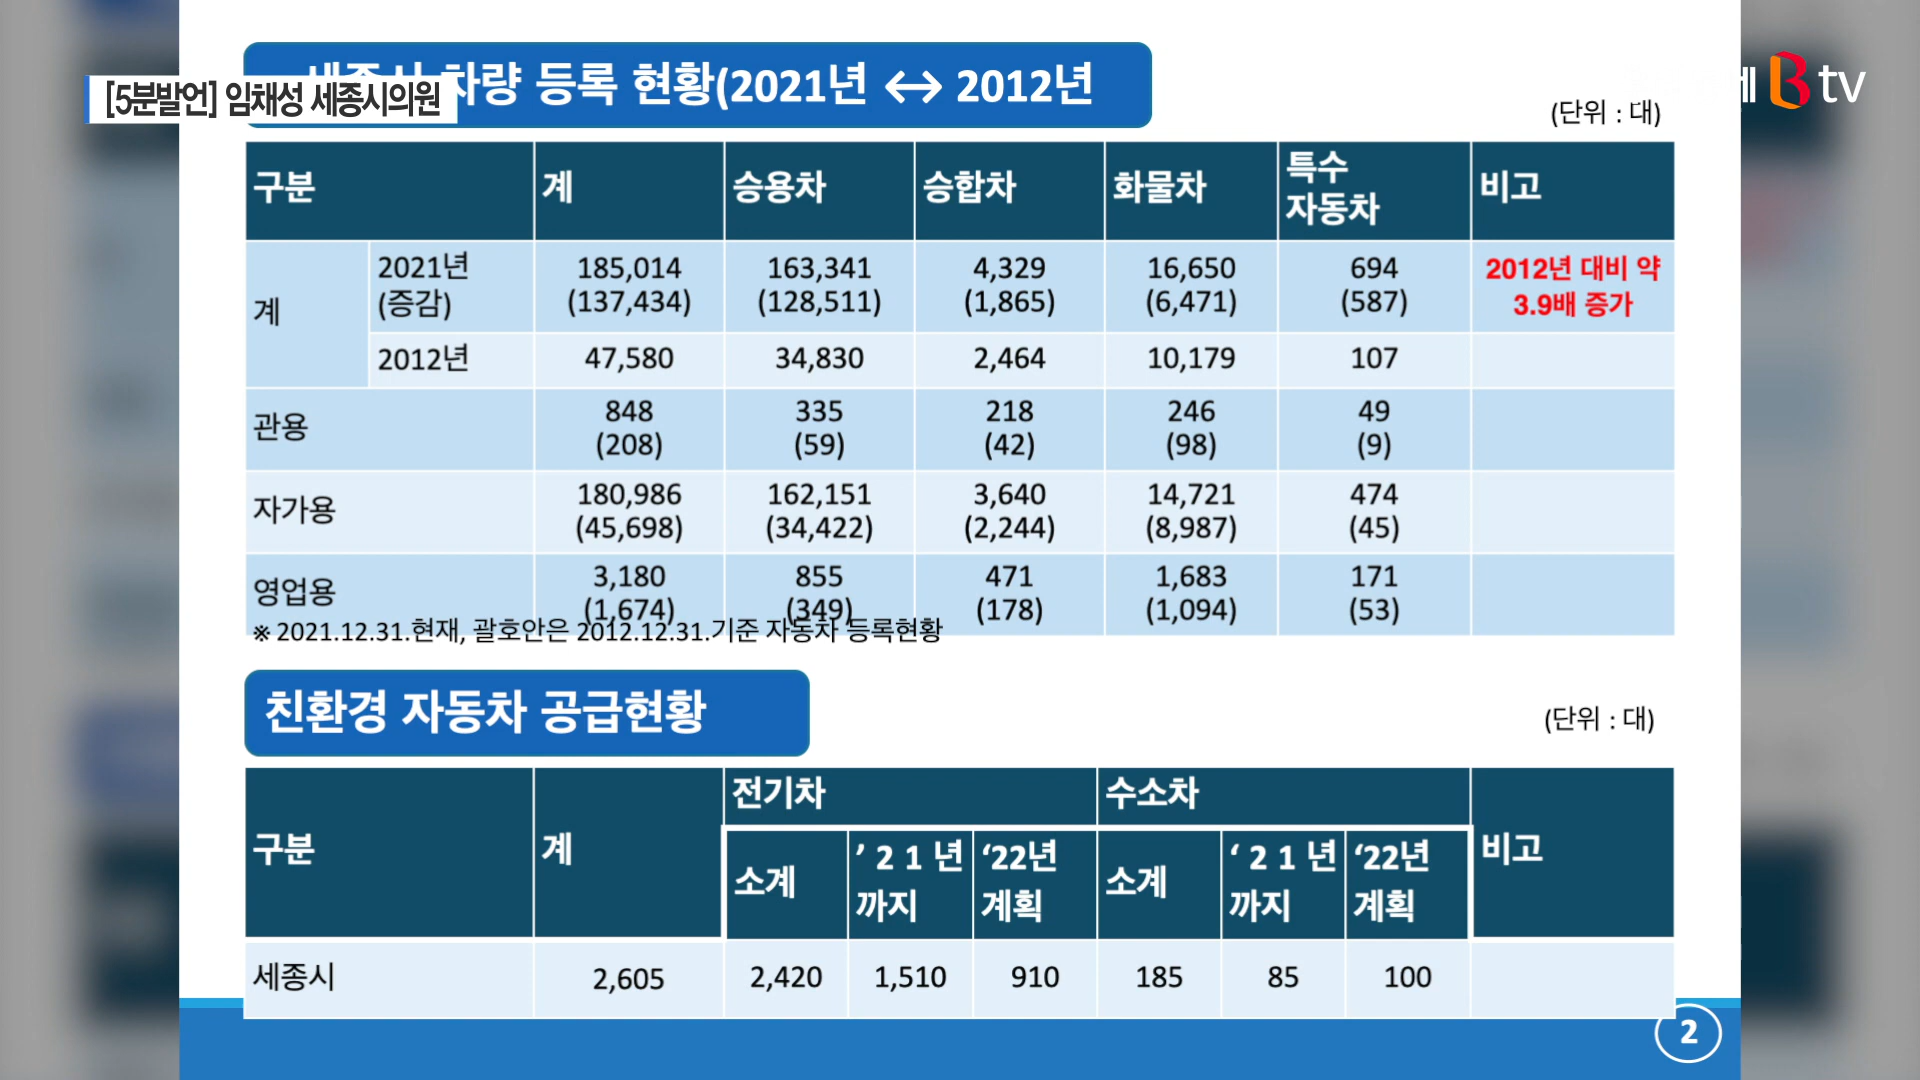 차량 등록 현황(2021년 ↔ 2012년
[5분발언] 임채성 세종시의원
B tv
(단위 : 대)
구분 계 승용차 승합차 화물차 특수 자동차 비고
계 2021년 (증감) 185,014 (137,434) 163,341 (128,511) 4,329 (1,865) 16,650 (6,471) 694 (587) 2012년 대비 약 3.9배 증가
2012년 47,580 34,830 2,464 10,179 107
관용 848 (208) 335 (59) 218 (42) 246 (98) 49 (9)
자가용 180,986 (45,698) 162,151 (34,422) 3,640 (2,244) 14,721 (8,987) 474 (45)
영업용 3,180 (1,674) 855 (349) 471 (178) 1,683 (1,094) 171 (53)
※ 2021.12.31.현재, 괄호안은 2012.12.31.기준 자동차 등록현황
친환경 자동차 공급현황
(단위 : 대)
구분 계 전기차 수소차 비고
소계 ’21년 까지 ‘22년 계획 소계 ‘21년 까지 ‘22년 계획
세종시 2,605 2,420 1,510 910 185 85 100
2